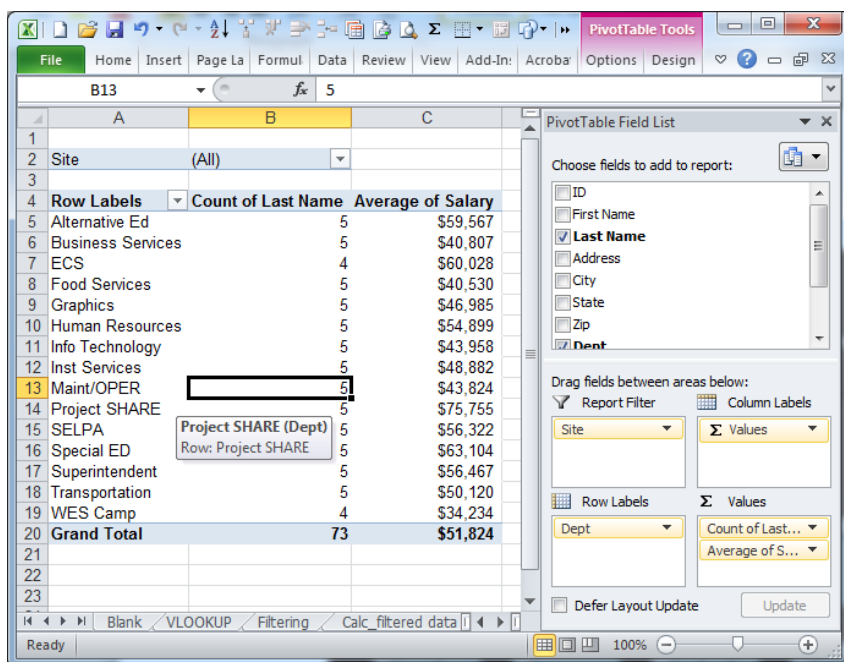 PivotTable Tools
File Home Insert Page La Formul Data Review View Add-In: Acroba Options Design
B13 fx 5
A B C
1
2 Site (All)
3
4 Row Labels Count of Last Name Average of Salary
5 Alternative Ed 5 $59,567
6 Business Services 5 $40,807
7 ECS 4 $60,028
8 Food Services 5 $40,530
9 Graphics 5 $46,985
10 Human Resources 5 $54,899
11 Info Technology 5 $43,958
12 Inst Services 5 $48,882
13 Maint/OPER 5 $43,824
14 Project SHARE 5 $75,755
15 SELPA 5 $56,322
16 Special ED 5 $63,104
17 Superintendent 5 $56,467
18 Transportation 5 $50,120
19 WES Camp 4 $34,234
20 Grand Total 73 $51,824
21
22
23
Project SHARE (Dept)
Row: Project SHARE
PivotTable Field List
Choose fields to add to report:
ID
First Name
Last Name
Address
City
State
Zip
Dept
Drag fields between areas below:
Report Filter Column Labels
Site Σ Values
Row Labels Σ Values
Dept Count of Last...
Average of S...
Defer Layout Update Update
Blank VLOOKUP Filtering Calc_filtered data
Ready 100%